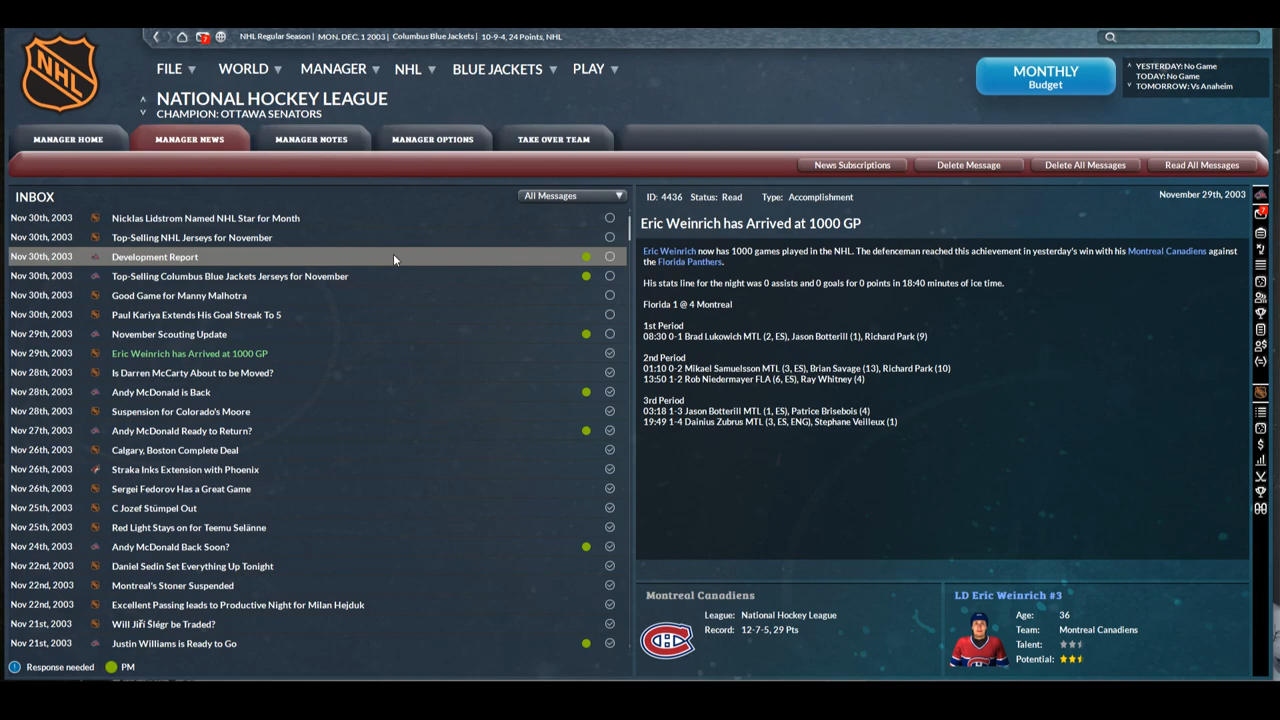 NHL Regular Season | MON. DEC. 1 2003 | Columbus Blue Jackets | 10-9-4, 24 Points, NHL
7
NHL
FILE WORLD MANAGER NHL BLUE JACKETS PLAY
MONTHLY
Budget
YESTERDAY: No Game
TODAY: No Game
TOMORROW: Vs Anaheim
NATIONAL HOCKEY LEAGUE
CHAMPION: OTTAWA SENATORS
MANAGER HOME MANAGER NEWS MANAGER NOTES MANAGER OPTIONS TAKE OVER TEAM
News Subscriptions Delete Message Delete All Messages Read All Messages
INBOX All Messages
Nov 30th, 2003 Nicklas Lidstrom Named NHL Star for Month
Nov 30th, 2003 Top-Selling NHL Jerseys for November
Nov 30th, 2003 Development Report
Nov 30th, 2003 Top-Selling Columbus Blue Jackets Jerseys for November
Nov 30th, 2003 Good Game for Manny Malhotra
Nov 30th, 2003 Paul Kariya Extends His Goal Streak To 5
Nov 29th, 2003 November Scouting Update
Nov 29th, 2003 Eric Weinrich has Arrived at 1000 GP
Nov 28th, 2003 Is Darren McCarty About to be Moved?
Nov 28th, 2003 Andy McDonald is Back
Nov 28th, 2003 Suspension for Colorado's Moore
Nov 27th, 2003 Andy McDonald Ready to Return?
Nov 26th, 2003 Calgary, Boston Complete Deal
Nov 26th, 2003 Straka Inks Extension with Phoenix
Nov 26th, 2003 Sergei Fedorov Has a Great Game
Nov 25th, 2003 C Jozef Stümpel Out
Nov 25th, 2003 Red Light Stays on for Teemu Selänne
Nov 24th, 2003 Andy McDonald Back Soon?
Nov 22nd, 2003 Daniel Sedin Set Everything Up Tonight
Nov 22nd, 2003 Montreal's Stoner Suspended
Nov 22nd, 2003 Excellent Passing leads to Productive Night for Milan Hejduk
Nov 21st, 2003 Will Jiří Šlégr be Traded?
Nov 21st, 2003 Justin Williams is Ready to Go
Response needed PM
ID: 4436 Status: Read Type: Accomplishment November 29th, 2003
Eric Weinrich has Arrived at 1000 GP
Eric Weinrich now has 1000 games played in the NHL. The defenceman reached this achievement in yesterday's win with his Montreal Canadiens against
the Florida Panthers.
His stats line for the night was 0 assists and 0 goals for 0 points in 18:40 minutes of ice time.
Florida 1 @ 4 Montreal
1st Period
08:30 0-1 Brad Lukowich MTL (2, ES), Jason Botterill (1), Richard Park (9)
2nd Period
01:10 0-2 Mikael Samuelsson MTL (3, ES), Brian Savage (13), Richard Park (10)
13:50 1-2 Rob Niedermayer FLA (6, ES), Ray Whitney (4)
3rd Period
03:18 1-3 Jason Botterill MTL (1, ES), Patrice Brisebois (4)
19:49 1-4 Dainius Zubrus MTL (3, ES, ENG), Stephane Veilleux (1)
Montreal Canadiens
League: National Hockey League
Record: 12-7-5, 29 Pts
LD Eric Weinrich #3
Age: 36
Team: Montreal Canadiens
Talent:
Potential:
7